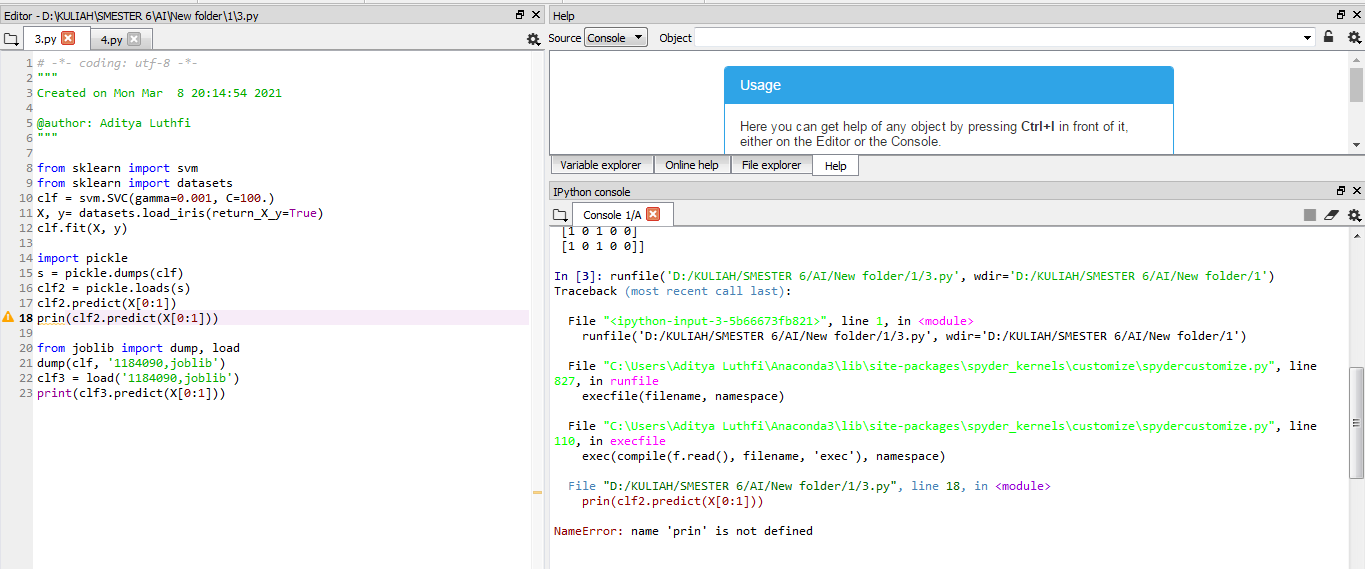 Editor - D:\KULIAH\SMESTER 6\AI\New folder\1\3.py
3.py
4.py
1 # -*- coding: utf-8 -*-
2 """
3 Created on Mon Mar  8 20:14:54 2021
4
5 @author: Aditya Luthfi
6 """
7
8 from sklearn import svm
9 from sklearn import datasets
10 clf = svm.SVC(gamma=0.001, C=100.)
11 X, y= datasets.load_iris(return_X_y=True)
12 clf.fit(X, y)
13
14 import pickle
15 s = pickle.dumps(clf)
16 clf2 = pickle.loads(s)
17 clf2.predict(X[0:1])
18 prin(clf2.predict(X[0:1]))
19
20 from joblib import dump, load
21 dump(clf, '1184090,joblib')
22 clf3 = load('1184090,joblib')
23 print(clf3.predict(X[0:1]))
Help
Source Console Object
Usage
Here you can get help of any object by pressing Ctrl+I in front of it,
either on the Editor or the Console.
Variable explorer Online help File explorer Help
IPython console
Console 1/A
[1 0 1 0 0]
[1 0 1 0 0]]
In [3]: runfile('D:/KULIAH/SMESTER 6/AI/New folder/1/3.py', wdir='D:/KULIAH/SMESTER 6/AI/New folder/1')
Traceback (most recent call last):
File "<ipython-input-3-5b66673fb821>", line 1, in <module>
runfile('D:/KULIAH/SMESTER 6/AI/New folder/1/3.py', wdir='D:/KULIAH/SMESTER 6/AI/New folder/1')
File "C:\Users\Aditya Luthfi\Anaconda3\lib\site-packages\spyder_kernels\customize\spydercustomize.py", line
827, in runfile
execfile(filename, namespace)
File "C:\Users\Aditya Luthfi\Anaconda3\lib\site-packages\spyder_kernels\customize\spydercustomize.py", line
110, in execfile
exec(compile(f.read(), filename, 'exec'), namespace)
File "D:/KULIAH/SMESTER 6/AI/New folder/1/3.py", line 18, in <module>
prin(clf2.predict(X[0:1]))
NameError: name 'prin' is not defined